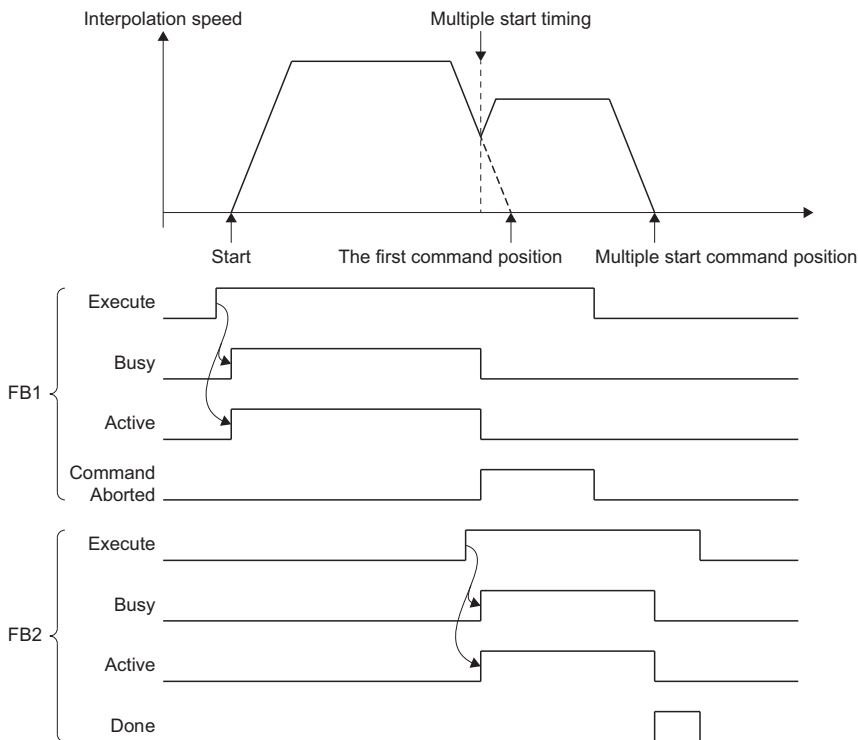 Interpolation speed
Multiple start timing
Start
The first command position
Multiple start command position
FB1
Execute
Busy
Active
Command
Aborted
FB2
Execute
Busy
Active
Done